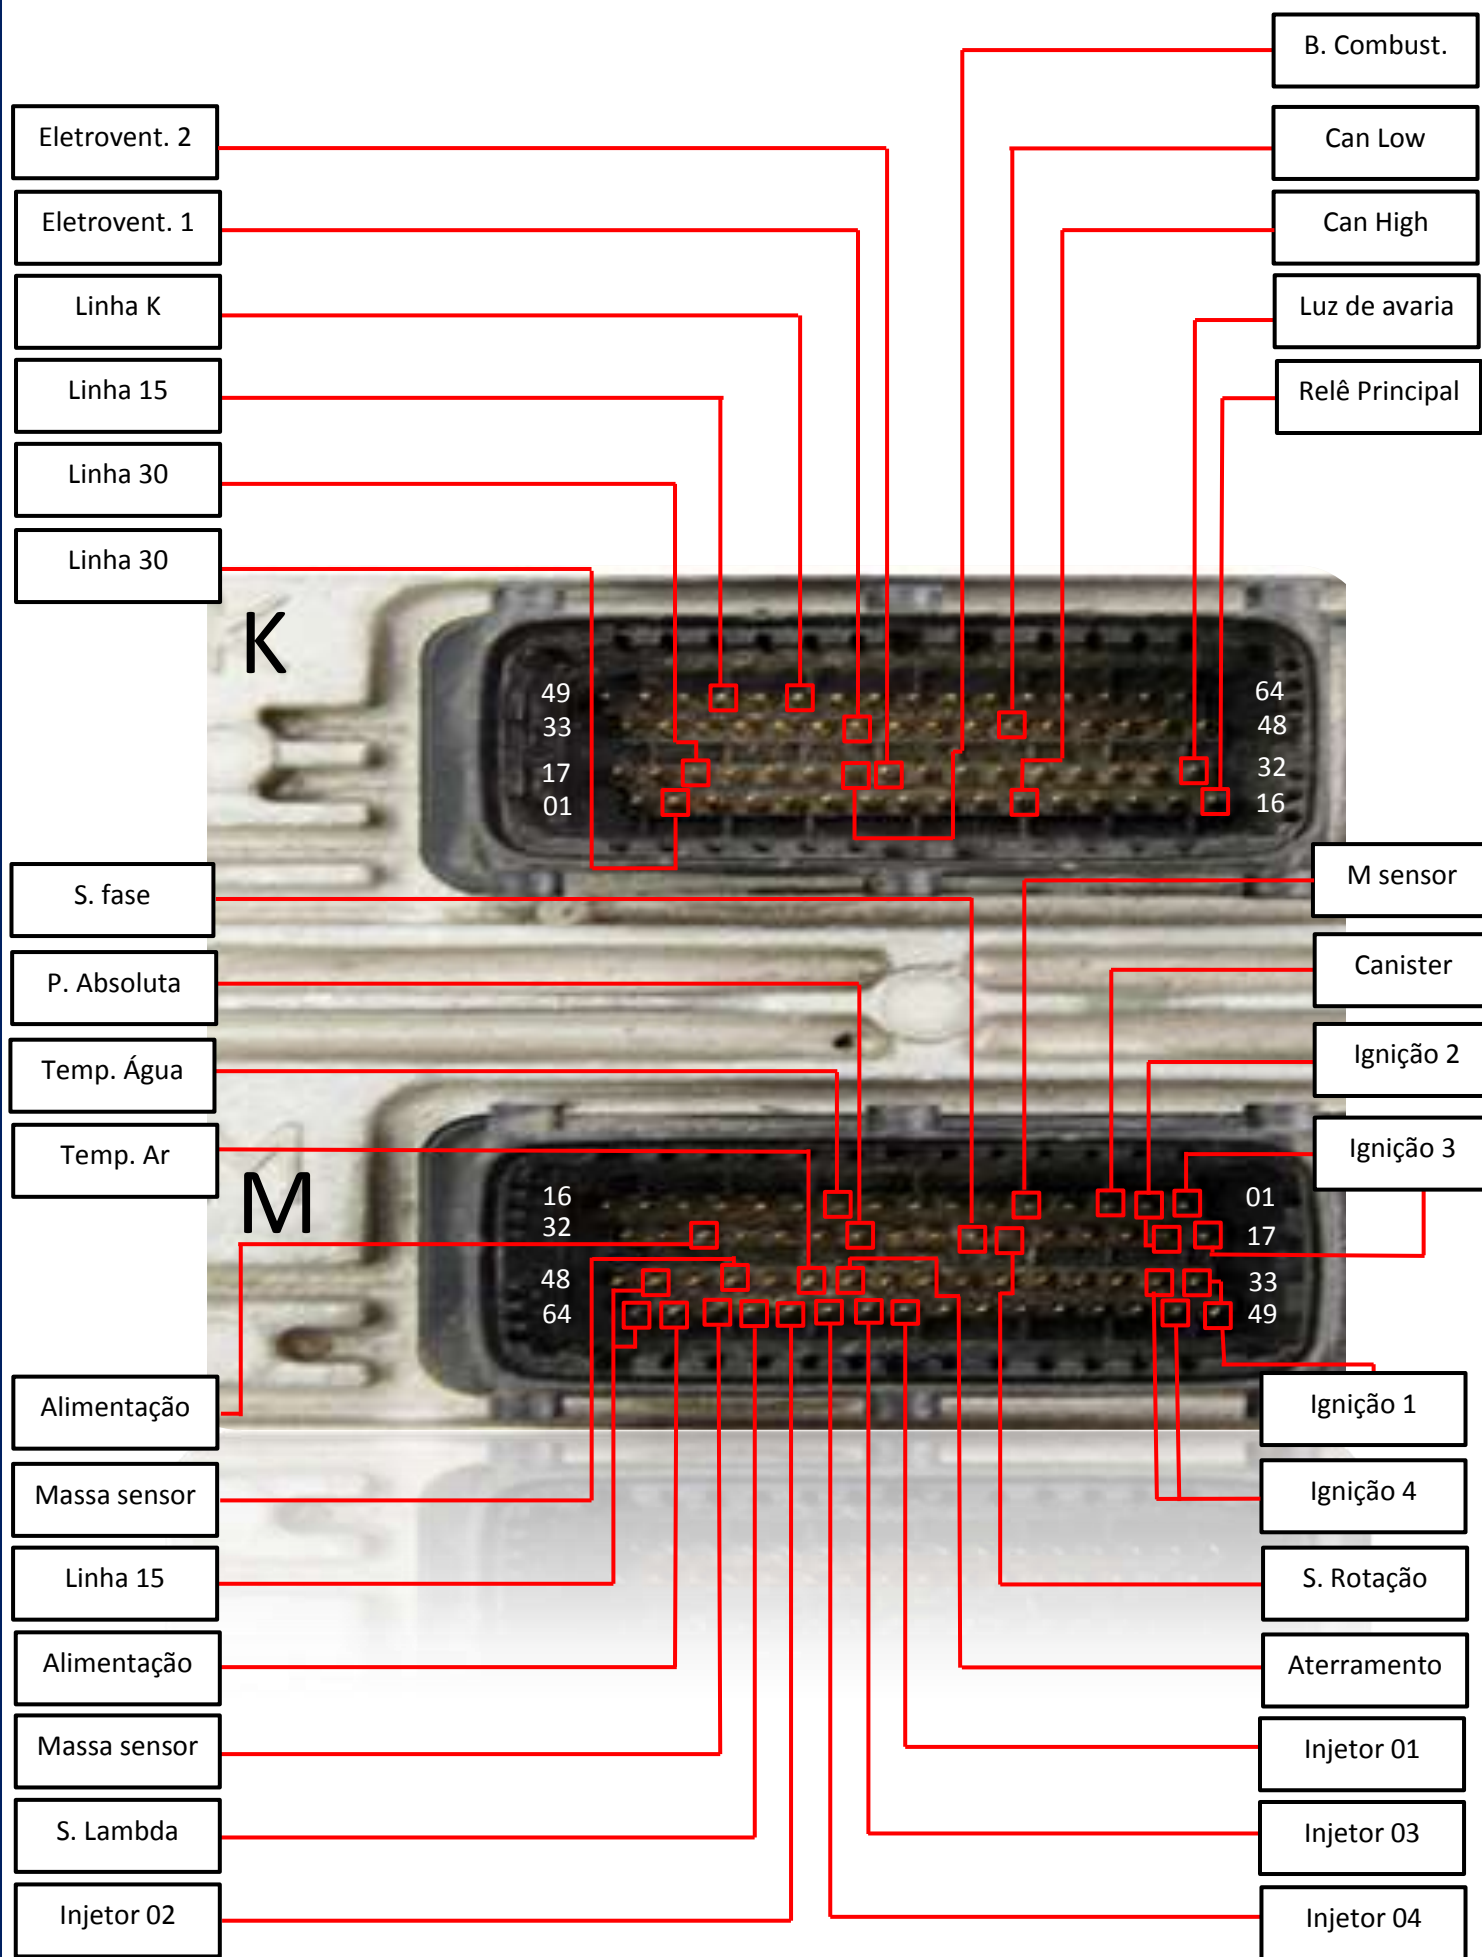 B. Combust.
Eletrovent. 2
Can Low
Eletrovent. 1
Can High
Linha K
Luz de avaria
Linha 15
Relê Principal
Linha 30
Linha 30
K
49
64
33
48
17
32
01
16
S. fase
M sensor
P. Absoluta
Canister
Temp. Água
Ignição 2
Temp. Ar
Ignição 3
M
16
01
32
17
48
33
64
49
Alimentação
Ignição 1
Massa sensor
Ignição 4
Linha 15
S. Rotação
Alimentação
Aterramento
Massa sensor
Injetor 01
S. Lambda
Injetor 03
Injetor 02
Injetor 04